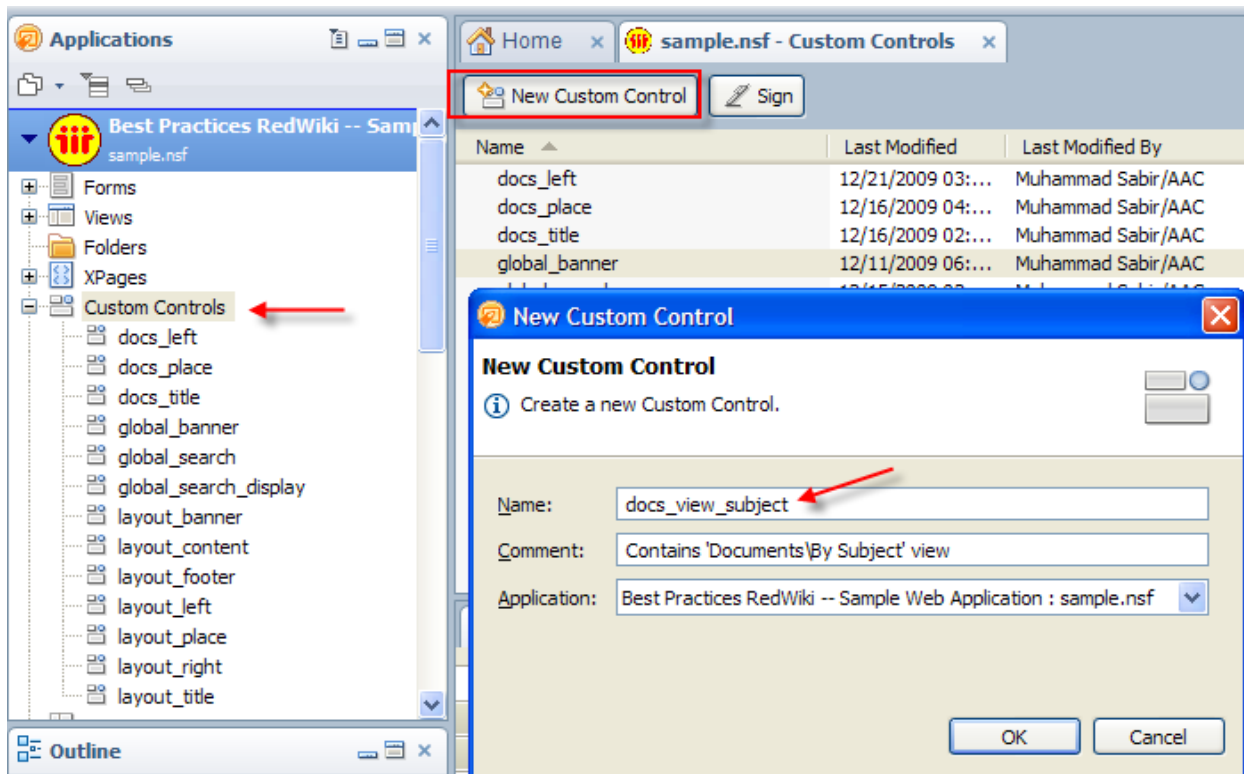 Applications
Best Practices RedWiki -- Sam
sample.nsf
Forms
Views
Folders
XPages
Custom Controls
docs_left
docs_place
docs_title
global_banner
global_search
global_search_display
layout_banner
layout_content
layout_footer
layout_left
layout_place
layout_right
layout_title
Outline
Home
sample.nsf - Custom Controls
New Custom Control
Sign
Name Last Modified Last Modified By
docs_left 12/21/2009 03:... Muhammad Sabir/AAC
docs_place 12/16/2009 04:... Muhammad Sabir/AAC
docs_title 12/16/2009 02:... Muhammad Sabir/AAC
global_banner 12/11/2009 06:... Muhammad Sabir/AAC
New Custom Control
New Custom Control
Create a new Custom Control.
Name: docs_view_subject
Comment: Contains 'Documents\By Subject' view
Application: Best Practices RedWiki -- Sample Web Application : sample.nsf
OK Cancel